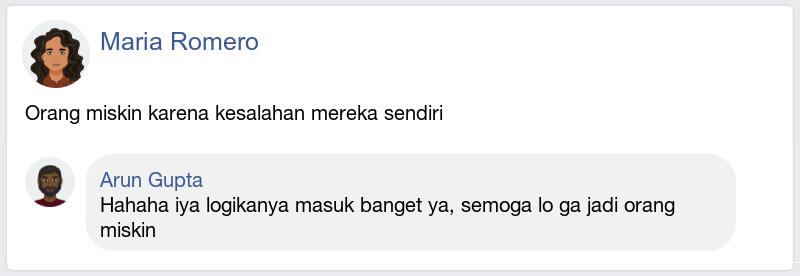 Maria Romero
Orang miskin karena kesalahan mereka sendiri
Arun Gupta
Hahaha iya logikanya masuk banget ya, semoga lo ga jadi orang
miskin